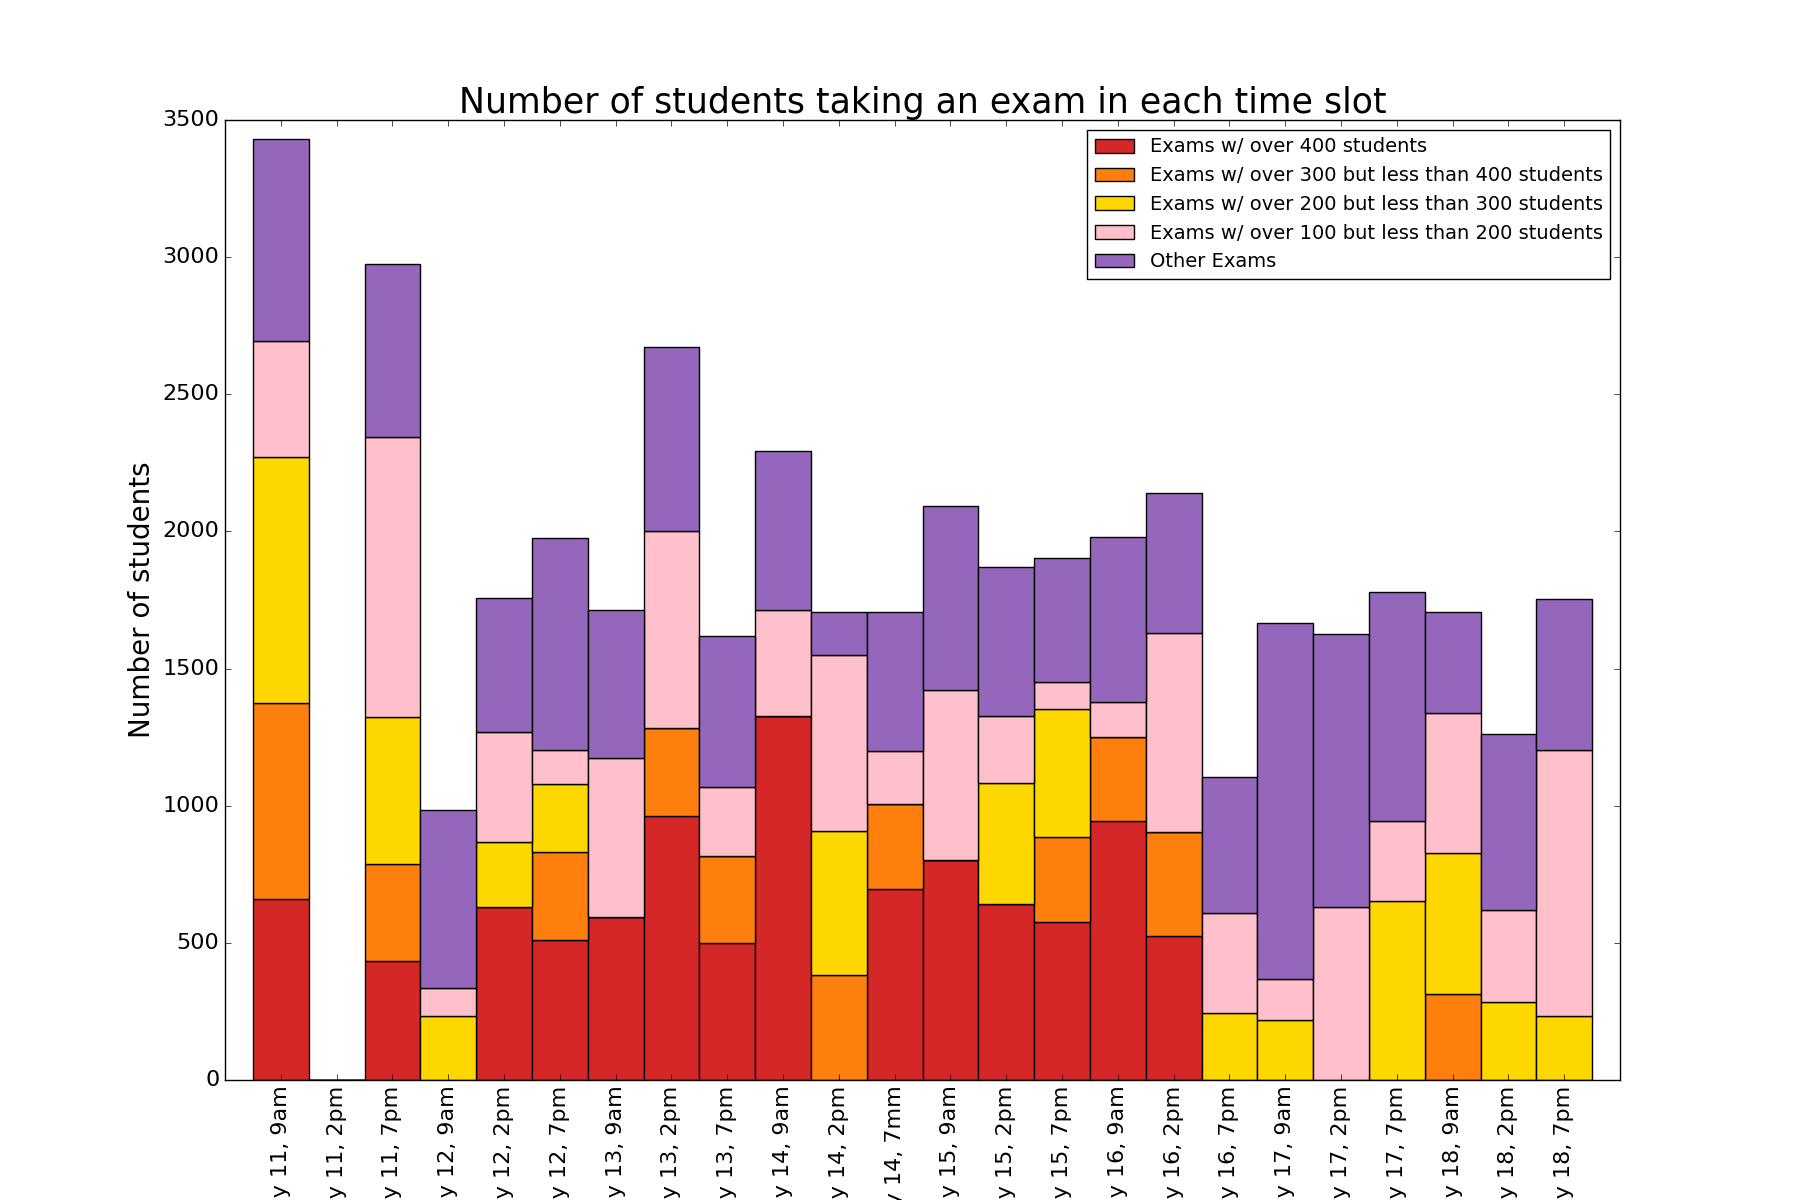 Number of students taking an exam in each time slot
Exams w/ over 400 students
Exams w/ over 300 but less than 400 students
Exams w/ over 200 but less than 300 students
Exams w/ over 100 but less than 200 students
Other Exams
Number of students
3500
3000
2500
2000
1500
1000
500
0
y 11, 9am
y 11, 2pm
y 11, 7pm
y 12, 9am
y 12, 2pm
y 12, 7pm
y 13, 9am
y 13, 2pm
y 13, 7pm
y 14, 9am
y 14, 2pm
y 14, 7mm
y 15, 9am
y 15, 2pm
y 15, 7pm
y 16, 9am
y 16, 2pm
y 16, 7pm
y 17, 9am
y 17, 2pm
y 17, 7pm
y 18, 9am
y 18, 2pm
y 18, 7pm